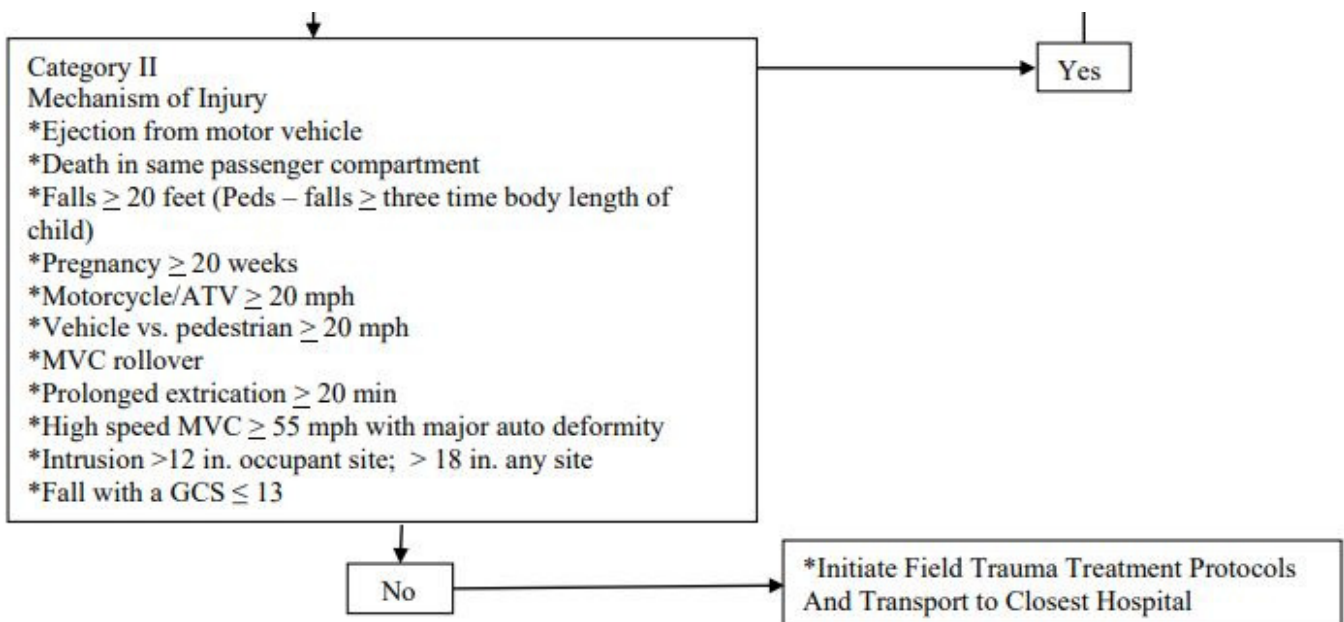 Category II
Yes
Mechanism of Injury
*Ejection from motor vehicle
*Death in same passenger compartment
*Falls ≥ 20 feet (Peds – falls ≥ three time body length of
child)
*Pregnancy ≥ 20 weeks
*Motorcycle/ATV ≥ 20 mph
*Vehicle vs. pedestrian ≥ 20 mph
*MVC rollover
*Prolonged extrication ≥ 20 min
*High speed MVC ≥ 55 mph with major auto deformity
*Intrusion >12 in. occupant site;  > 18 in. any site
*Fall with a GCS ≤ 13
No
*Initiate Field Trauma Treatment Protocols
And Transport to Closest Hospital